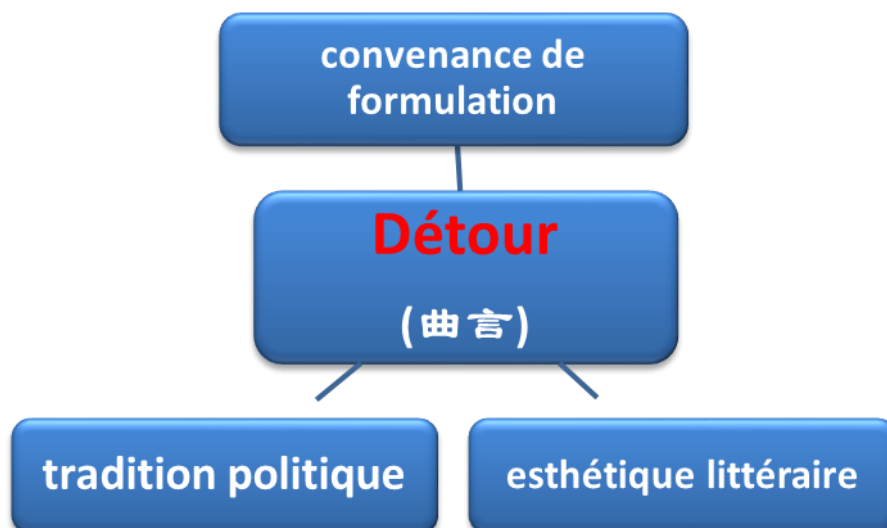 convenance de
formulation
Détour
(曲言)
tradition politique
esthétique littéraire